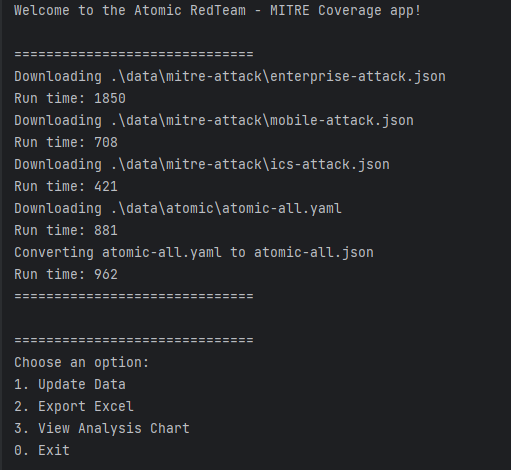 Welcome to the Atomic RedTeam - MITRE Coverage app!
==============================
Downloading .\data\mitre-attack\enterprise-attack.json
Run time: 1850
Downloading .\data\mitre-attack\mobile-attack.json
Run time: 708
Downloading .\data\mitre-attack\ics-attack.json
Run time: 421
Downloading .\data\atomic\atomic-all.yaml
Run time: 881
Converting atomic-all.yaml to atomic-all.json
Run time: 962
==============================
==============================
Choose an option:
1. Update Data
2. Export Excel
3. View Analysis Chart
0. Exit